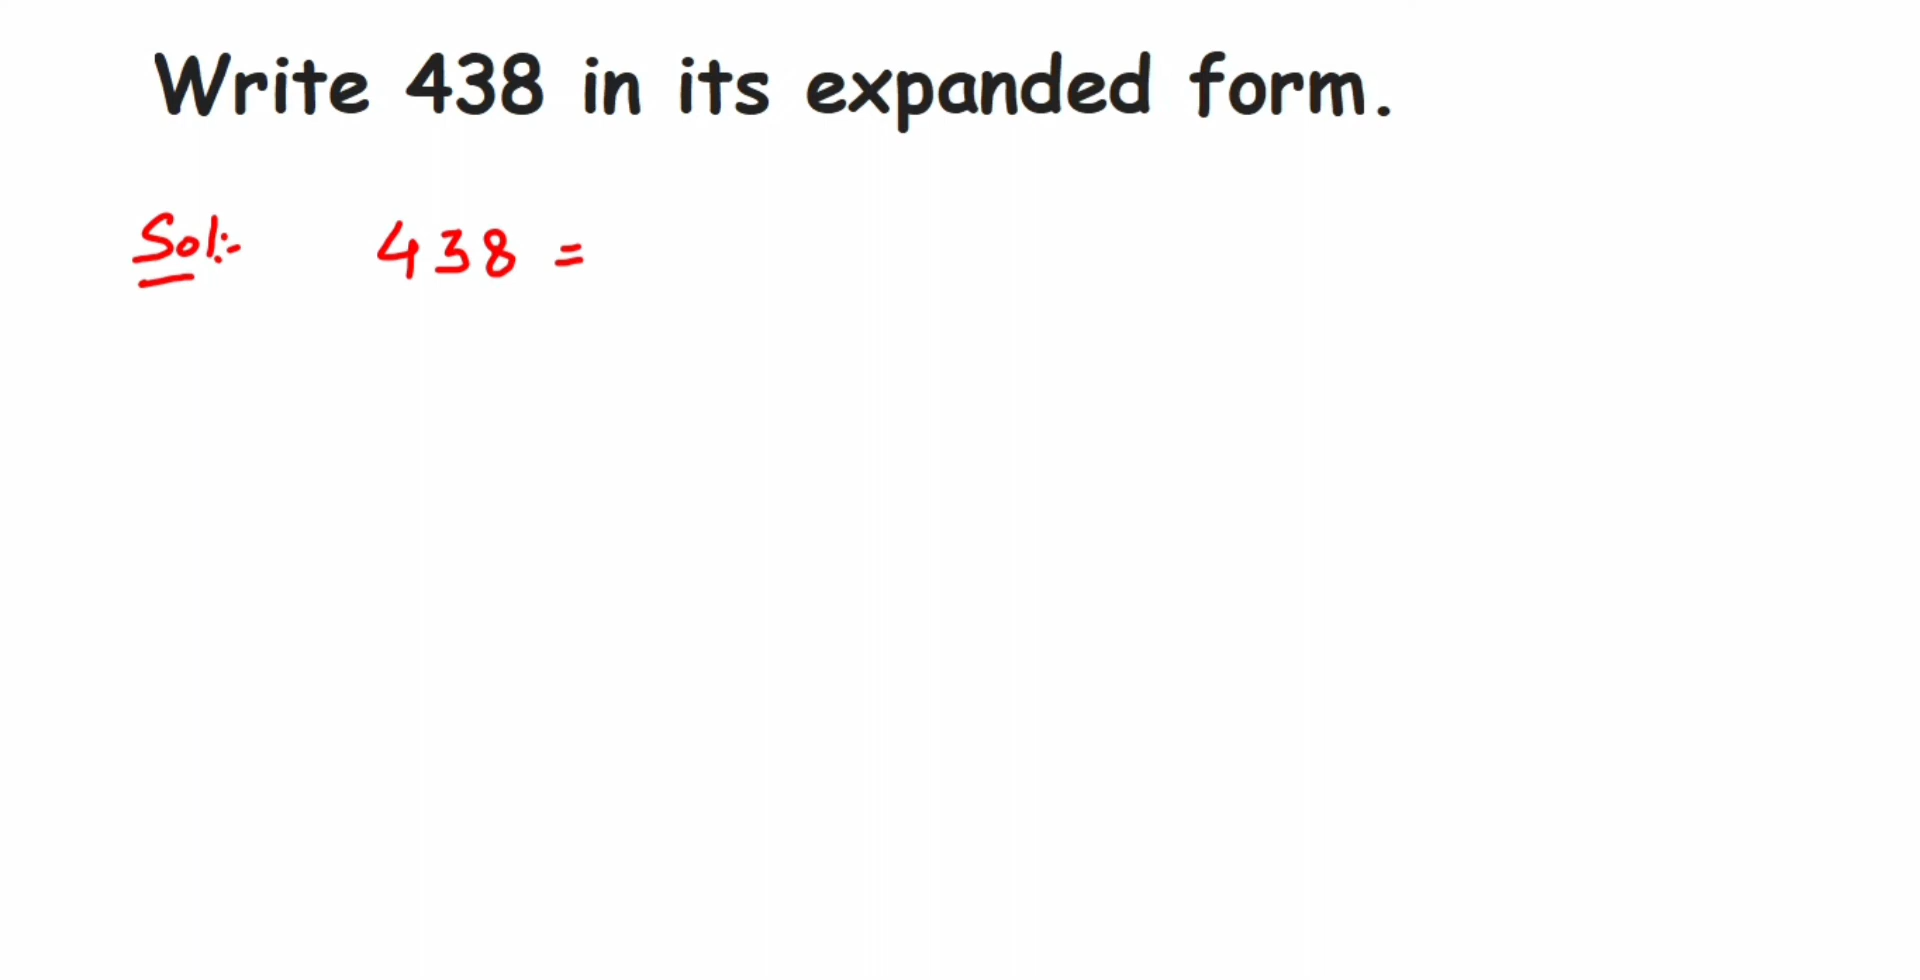 Write 438 in its expanded form.
Sol:- 438 =